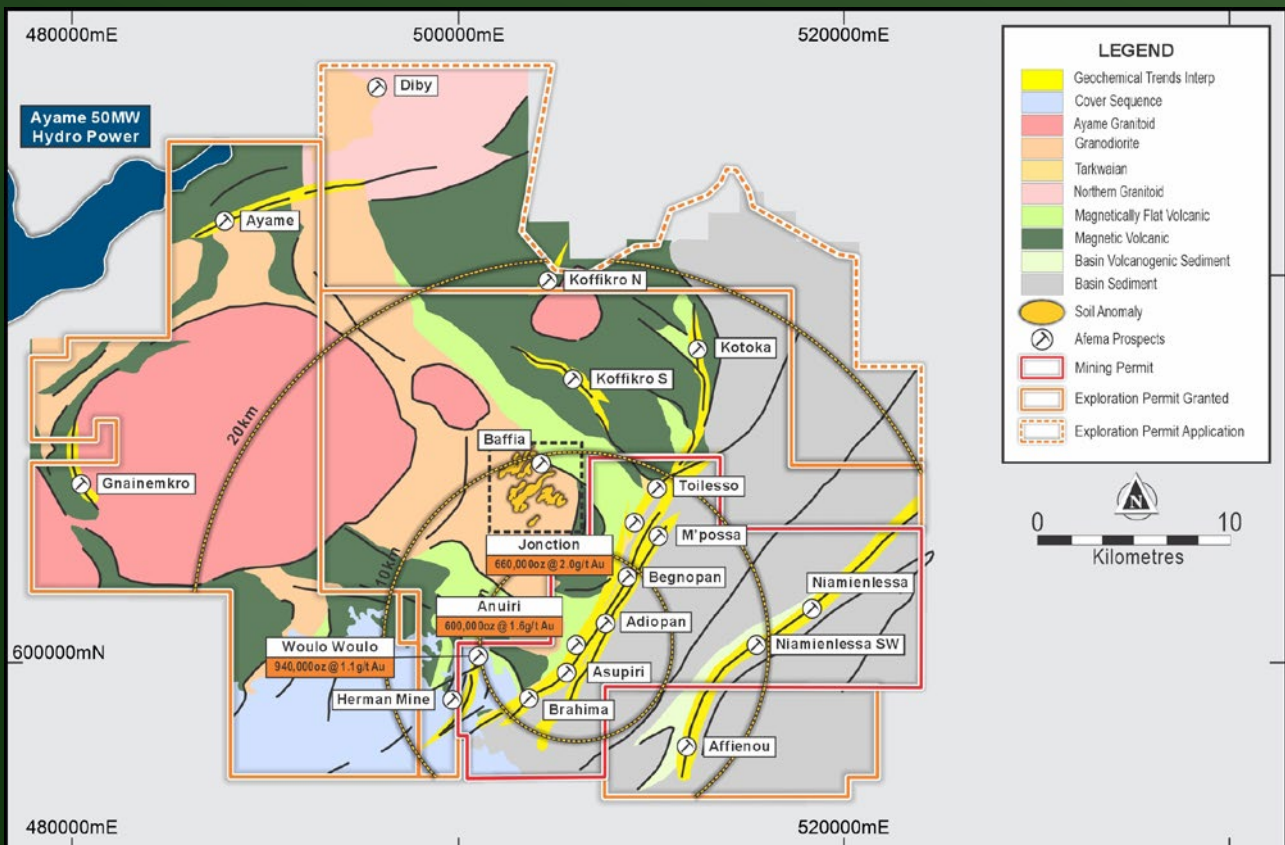 480000mE
500000mE
520000mE
Ayame 50MW
Hydro Power
Diby
Ayame
Koffikro N
Kotoka
Koffikro S
20km
Baffia
Gnainemkro
Toilesso
M'possa
Jonction
660,000oz @ 2.0g/t Au
10km
Begnopan
Niamienlessa
Anuiri
600,000oz @ 1.6g/t Au
Adiopan
Woulo Woulo
940,000oz @ 1.1g/t Au
Niamienlessa SW
600000mN
Asupiri
Herman Mine
Brahima
Affienou
480000mE
520000mE
LEGEND
Geochemical Trends Interp
Cover Sequence
Ayame Granitoid
Granodiorite
Tarkwaian
Northern Granitoid
Magnetically Flat Volcanic
Magnetic Volcanic
Basin Volcanogenic Sediment
Basin Sediment
Soil Anomaly
Afema Prospects
Mining Permit
Exploration Permit Granted
Exploration Permit Application
N
0 10
Kilometres